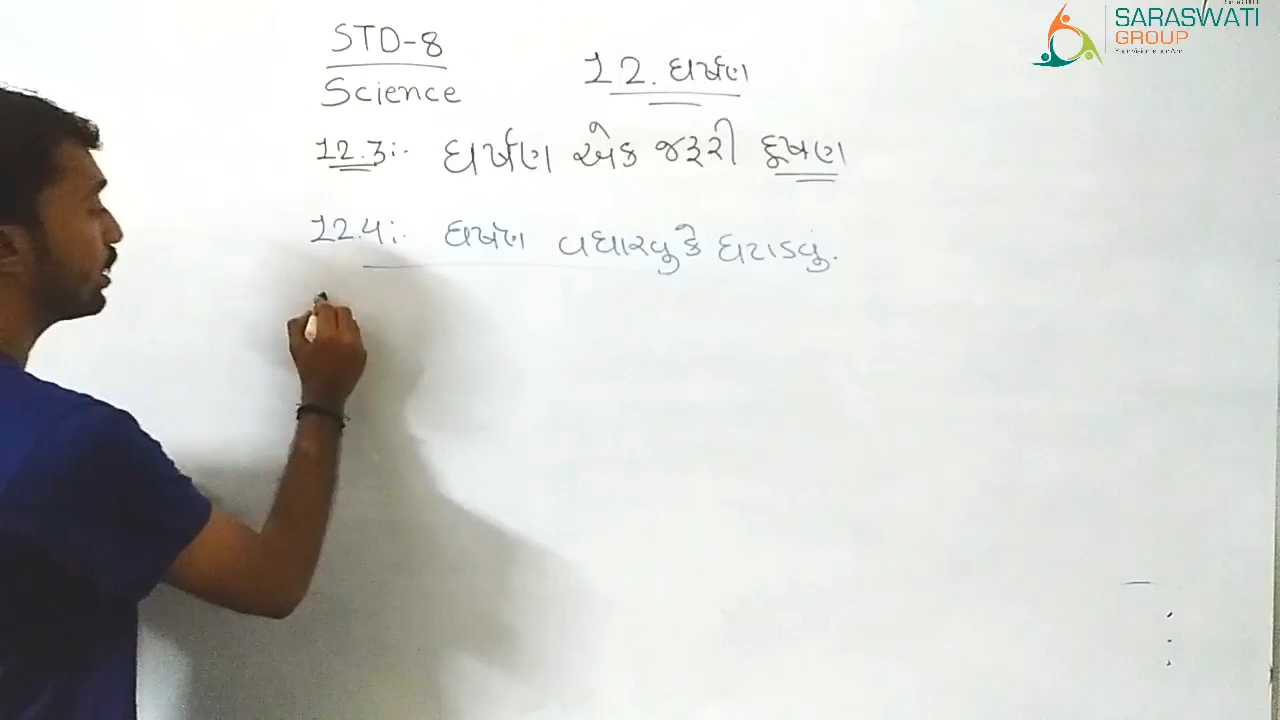 STD-8
Science
12. ઘર્ષણ
12.3:- ઘર્ષણ એક જરૂરી દૂષણ
12.4:- ઘર્ષણ વધારવુ કે ઘટાડવું.
SARASWATI
GROUP